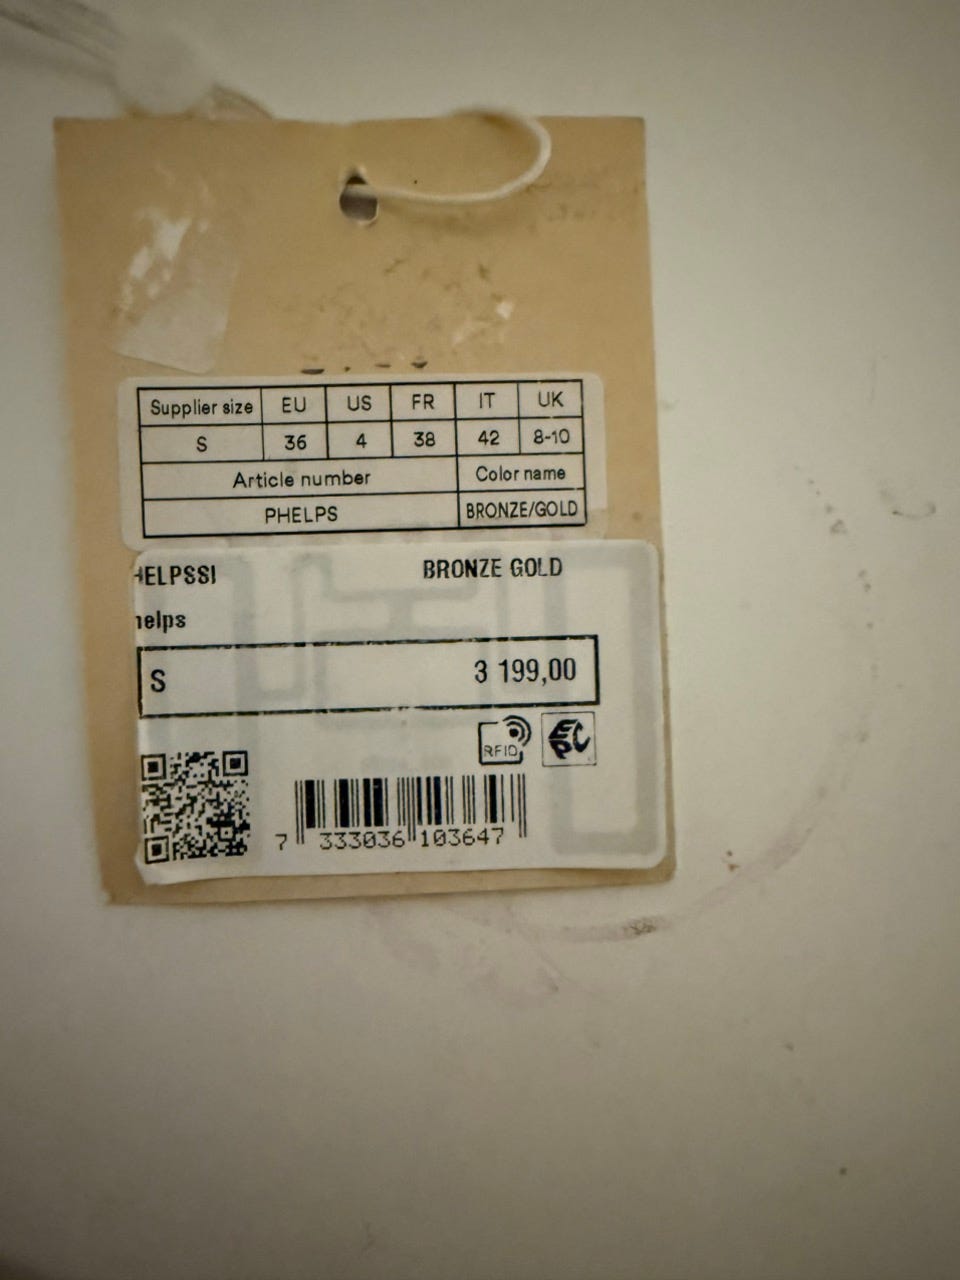 Supplier size EU US FR IT UK
S 36 4 38 42 8-10
Article number Color name
PHELPS BRONZE/GOLD
HELPSSI BRONZE GOLD
helps
S 3 199,00
RFID EPC
7 333036 103647